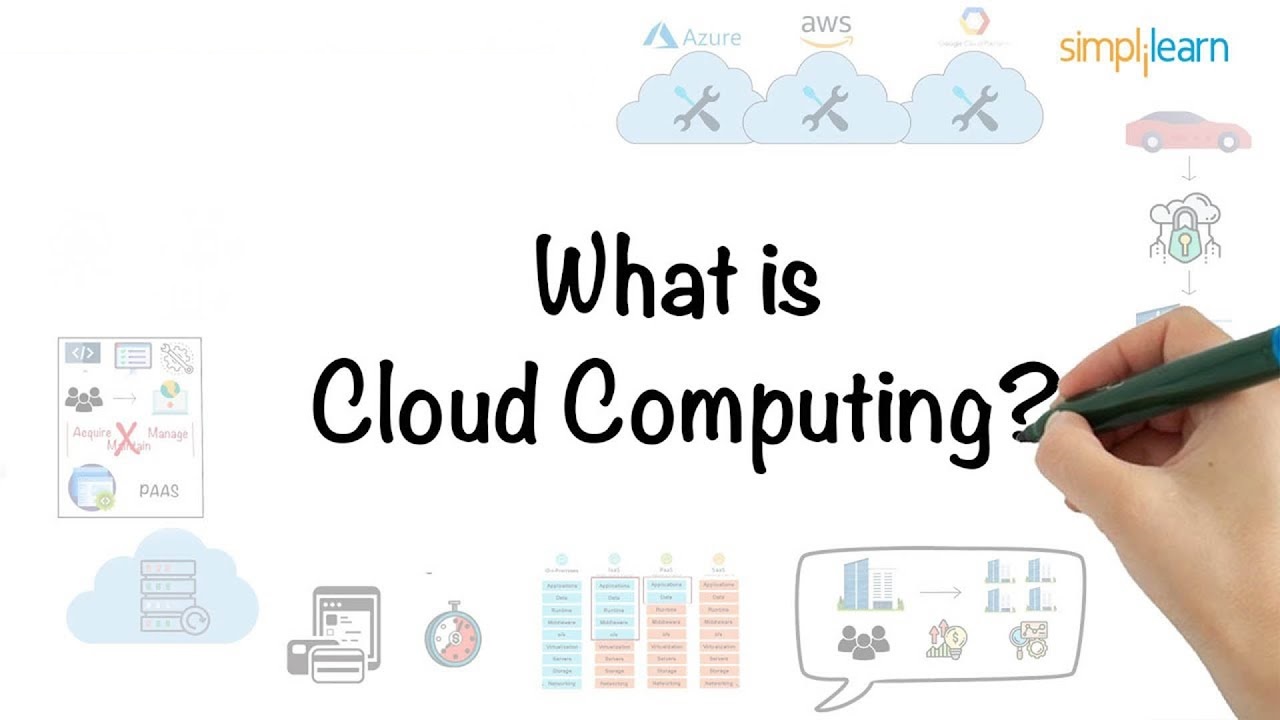 Azure
aws
Google Cloud Platform
simplilearn
What is
Cloud Computing?
</>
Acquire Manage
Maintain
PAAS
On-Premises IaaS PaaS SaaS
Applications Applications Applications Applications
Data Data Data Data
Runtime Runtime Runtime Runtime
Middleware Middleware Middleware Middleware
o/s o/s o/s o/s
Virtualization Virtualization Virtualization Virtualization
Servers Servers Servers Servers
Storage Storage Storage Storage
Networking Networking Networking Networking